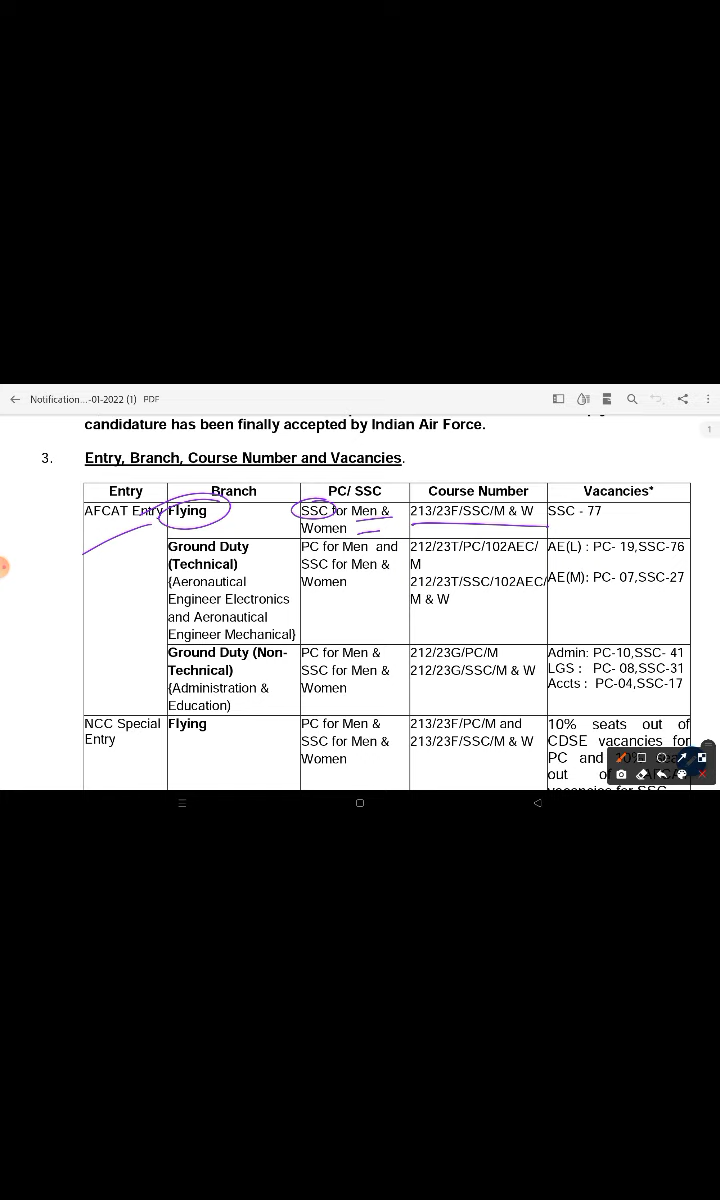 Notification...-01-2022 (1) PDF
candidature has been finally accepted by Indian Air Force.
1
3. Entry, Branch, Course Number and Vacancies.
Entry Branch PC/ SSC Course Number Vacancies*
AFCAT Entry Flying SSC for Men & 213/23F/SSC/M & W SSC - 77
Women
Ground Duty PC for Men and 212/23T/PC/102AEC/ AE(L) : PC- 19,SSC-76
(Technical) SSC for Men & M
{Aeronautical Women 212/23T/SSC/102AEC/ AE(M): PC- 07,SSC-27
Engineer Electronics M & W
and Aeronautical
Engineer Mechanical}
Ground Duty (Non- PC for Men & 212/23G/PC/M Admin: PC-10,SSC- 41
Technical) SSC for Men & 212/23G/SSC/M & W LGS : PC- 08,SSC-31
{Administration & Women Accts : PC-04,SSC-17
Education)
NCC Special Flying PC for Men & 213/23F/PC/M and 10% seats out of
Entry SSC for Men & 213/23F/SSC/M & W CDSE vacancies for
Women PC and
out of